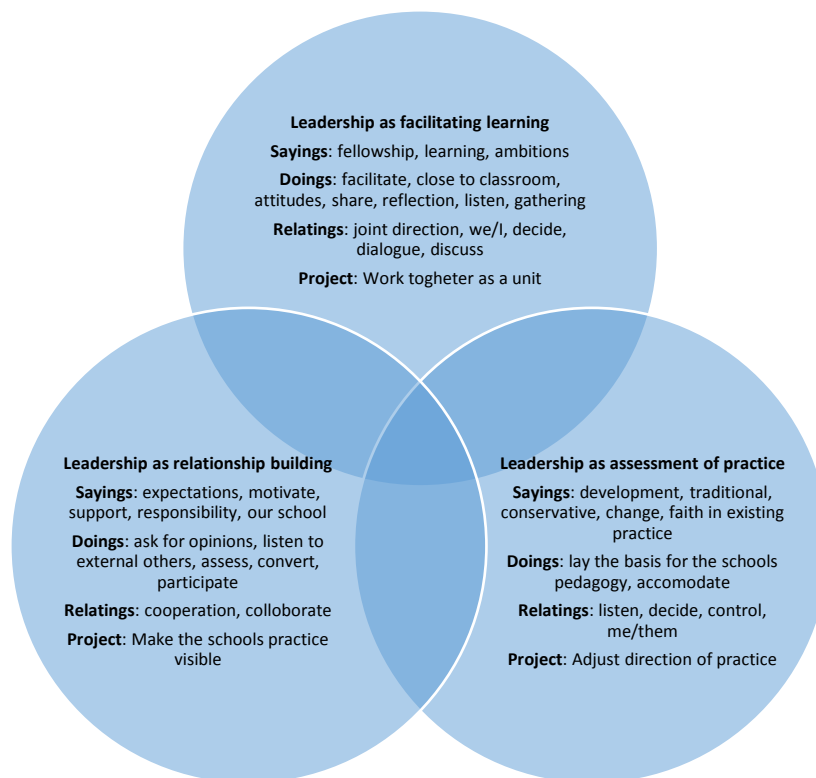 Leadership as facilitating learning
Sayings: fellowship, learning, ambitions
Doings: facilitate, close to classroom,
attitudes, share, reflection, listen, gathering
Relatings: joint direction, we/I, decide,
dialogue, discuss
Project: Work togheter as a unit
Leadership as relationship building
Sayings: expectations, motivate,
support, responsibility, our school
Doings: ask for opinions, listen to
external others, assess, convert,
participate
Relatings: cooperation, colloborate
Project: Make the schools practice
visible
Leadership as assessment of practice
Sayings: development, traditional,
conservative, change, faith in existing
practice
Doings: lay the basis for the schools
pedagogy, accomodate
Relatings: listen, decide, control,
me/them
Project: Adjust direction of practice